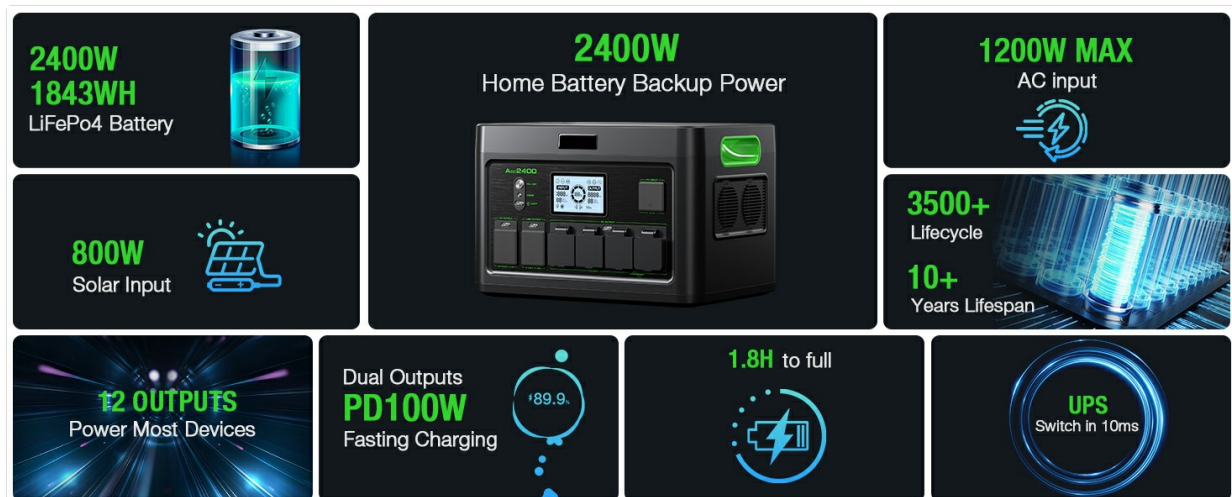 2400W
1843WH
LiFePo4 Battery
2400W
Home Battery Backup Power
1200W MAX
AC input
800W
Solar Input
3500+
Lifecycle
10+
Years Lifespan
12 OUTPUTS
Power Most Devices
Dual Outputs
PD100W
Fasting Charging
89.9%
1.8H to full
UPS
Switch in 10ms